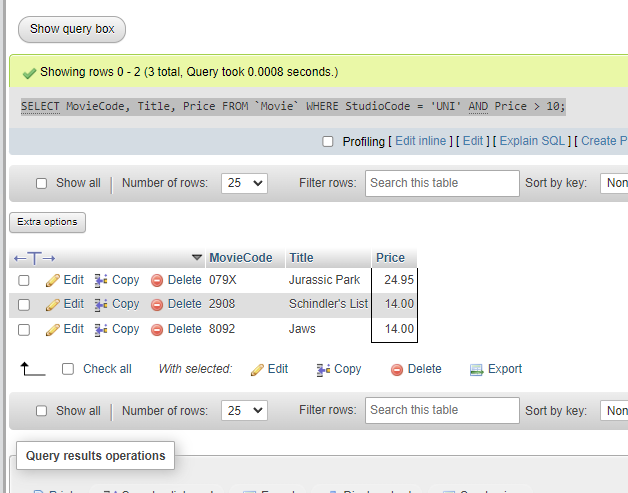 Show query box
Showing rows 0 - 2 (3 total, Query took 0.0008 seconds.)
SELECT MovieCode, Title, Price FROM `Movie` WHERE StudioCode = 'UNI' AND Price > 10;
Profiling [ Edit inline ] [ Edit ] [ Explain SQL ] [ Create P
Show all | Number of rows: 25 Filter rows: Search this table Sort by key: Non
Extra options
←T→ MovieCode Title Price
Edit Copy Delete 079X Jurassic Park 24.95
Edit Copy Delete 2908 Schindler's List 14.00
Edit Copy Delete 8092 Jaws 14.00
Check all With selected: Edit Copy Delete Export
Show all | Number of rows: 25 Filter rows: Search this table Sort by key: Non
Query results operations